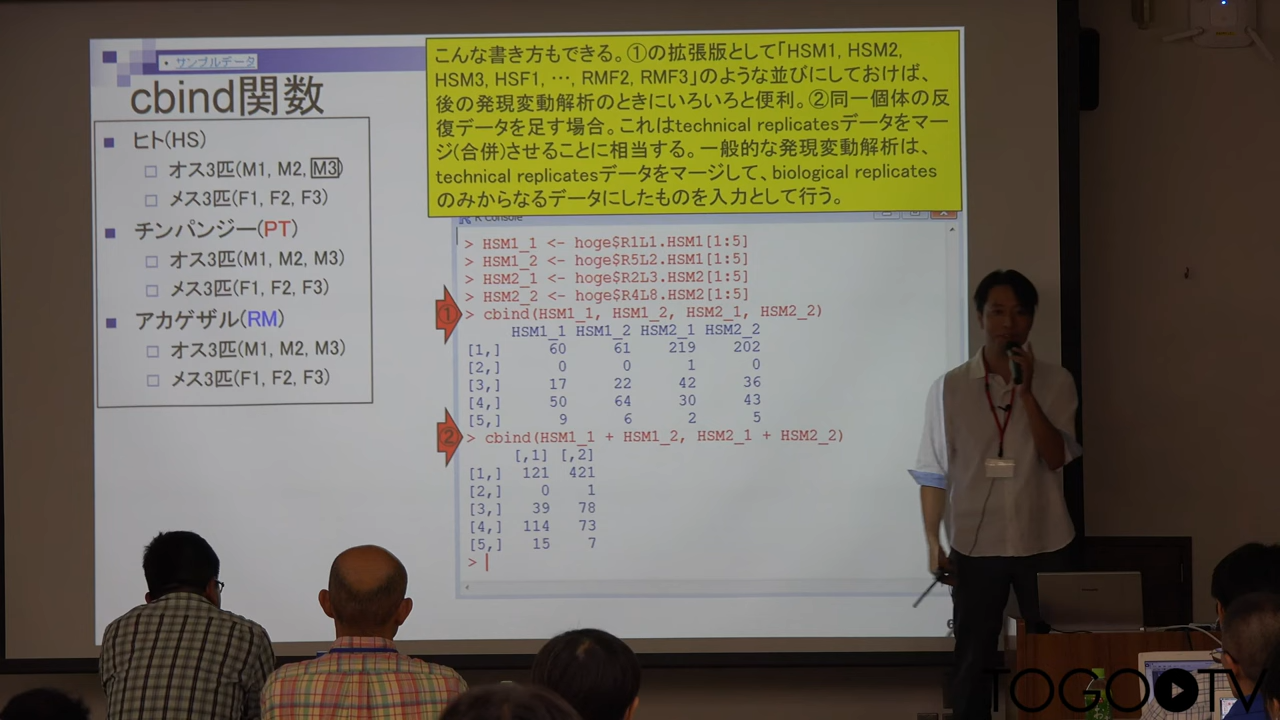 • サンプルデータ
cbind関数
ヒト(HS)
オス3匹(M1, M2, M3)
メス3匹(F1, F2, F3)
チンパンジー(PT)
オス3匹(M1, M2, M3)
メス3匹(F1, F2, F3)
アカゲザル(RM)
オス3匹(M1, M2, M3)
メス3匹(F1, F2, F3)
こんな書き方もできる。①の拡張版として「HSM1, HSM2,
HSM3, HSF1, …, RMF2, RMF3」のような並びにしておけば、
後の発現変動解析のときにいろいろと便利。②同一個体の反
復データを足す場合。これはtechnical replicatesデータをマー
ジ(合併)させることに相当する。一般的な発現変動解析は、
technical replicatesデータをマージして、biological replicates
のみからなるデータにしたものを入力として行う。
R Console
> HSM1_1 <- hoge$R1L1.HSM1[1:5]
> HSM1_2 <- hoge$R5L2.HSM1[1:5]
> HSM2_1 <- hoge$R2L3.HSM2[1:5]
> HSM2_2 <- hoge$R4L8.HSM2[1:5]
① > cbind(HSM1_1, HSM1_2, HSM2_1, HSM2_2)
HSM1_1 HSM1_2 HSM2_1 HSM2_2
[1,] 60 61 219 202
[2,] 0 0 1 0
[3,] 17 22 42 36
[4,] 50 64 30 43
[5,] 9 6 2 5
② > cbind(HSM1_1 + HSM1_2, HSM2_1 + HSM2_2)
[,1] [,2]
[1,] 121 421
[2,] 0 1
[3,] 39 78
[4,] 114 73
[5,] 15 7
>
TOGO TV